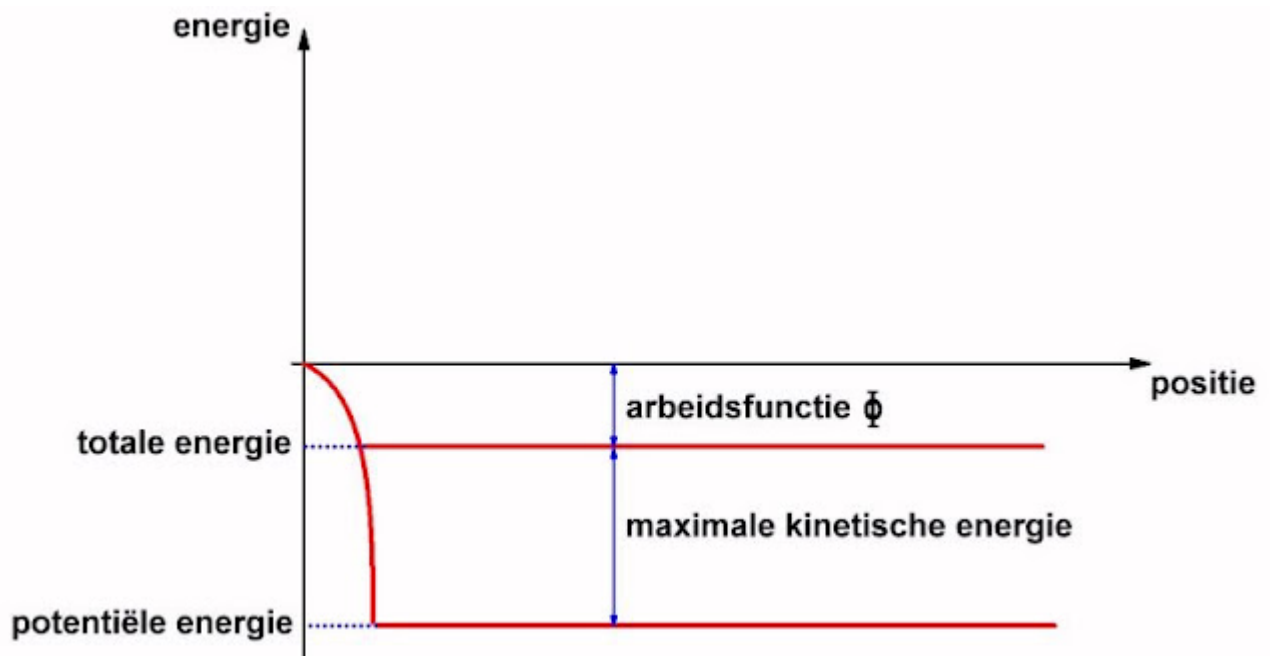 energie
positie
arbeidsfunctie Φ
totale energie
maximale kinetische energie
potentiële energie